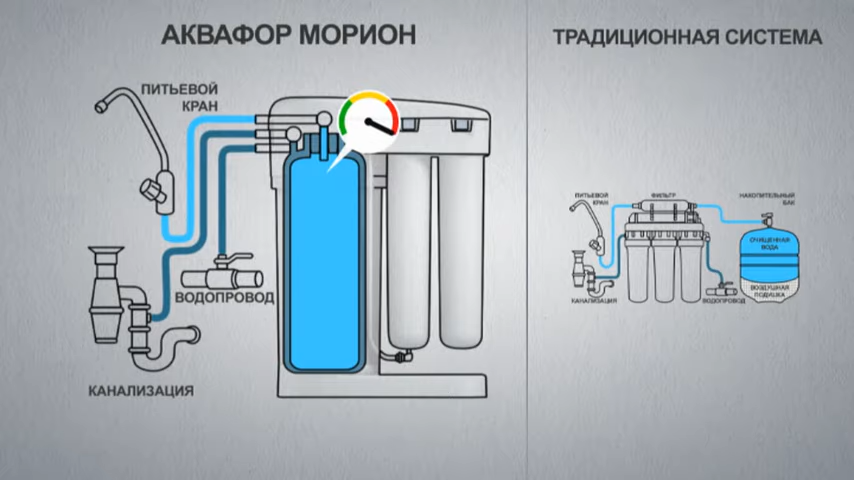 АКВАФОР МОРИОН
ПИТЬЕВОЙ
КРАН
ВОДОПРОВОД
КАНАЛИЗАЦИЯ
ТРАДИЦИОННАЯ СИСТЕМА
ПИТЬЕВОЙ
КРАН
ФИЛЬТР
НАКОПИТЕЛЬНЫЙ
БАК
ОЧИЩЕННАЯ
ВОДА
ВОЗДУШНАЯ
ПОДУШКА
КАНАЛИЗАЦИЯ
ВОДОПРОВОД